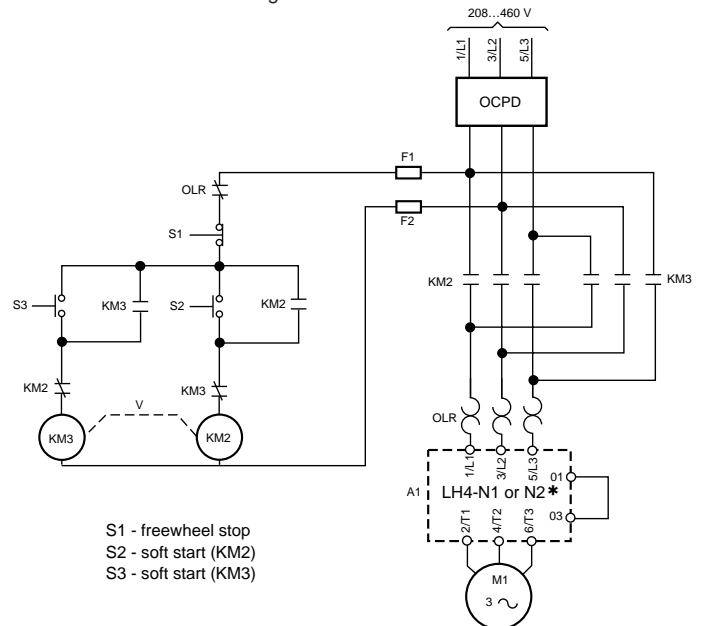 208...460 V
1/L1
3/L2
5/L3
OCPD
F1
OLR
F2
S1
KM2
KM3
S3
KM3
S2
KM2
KM2
KM3
V
OLR
KM3
KM2
1/L1
3/L2
5/L3
01
A1
LH4-N1 or N2*
03
2/T1
4/T2
6/T3
S1 - freewheel stop
S2 - soft start (KM2)
S3 - soft start (KM3)
M1
3 ~